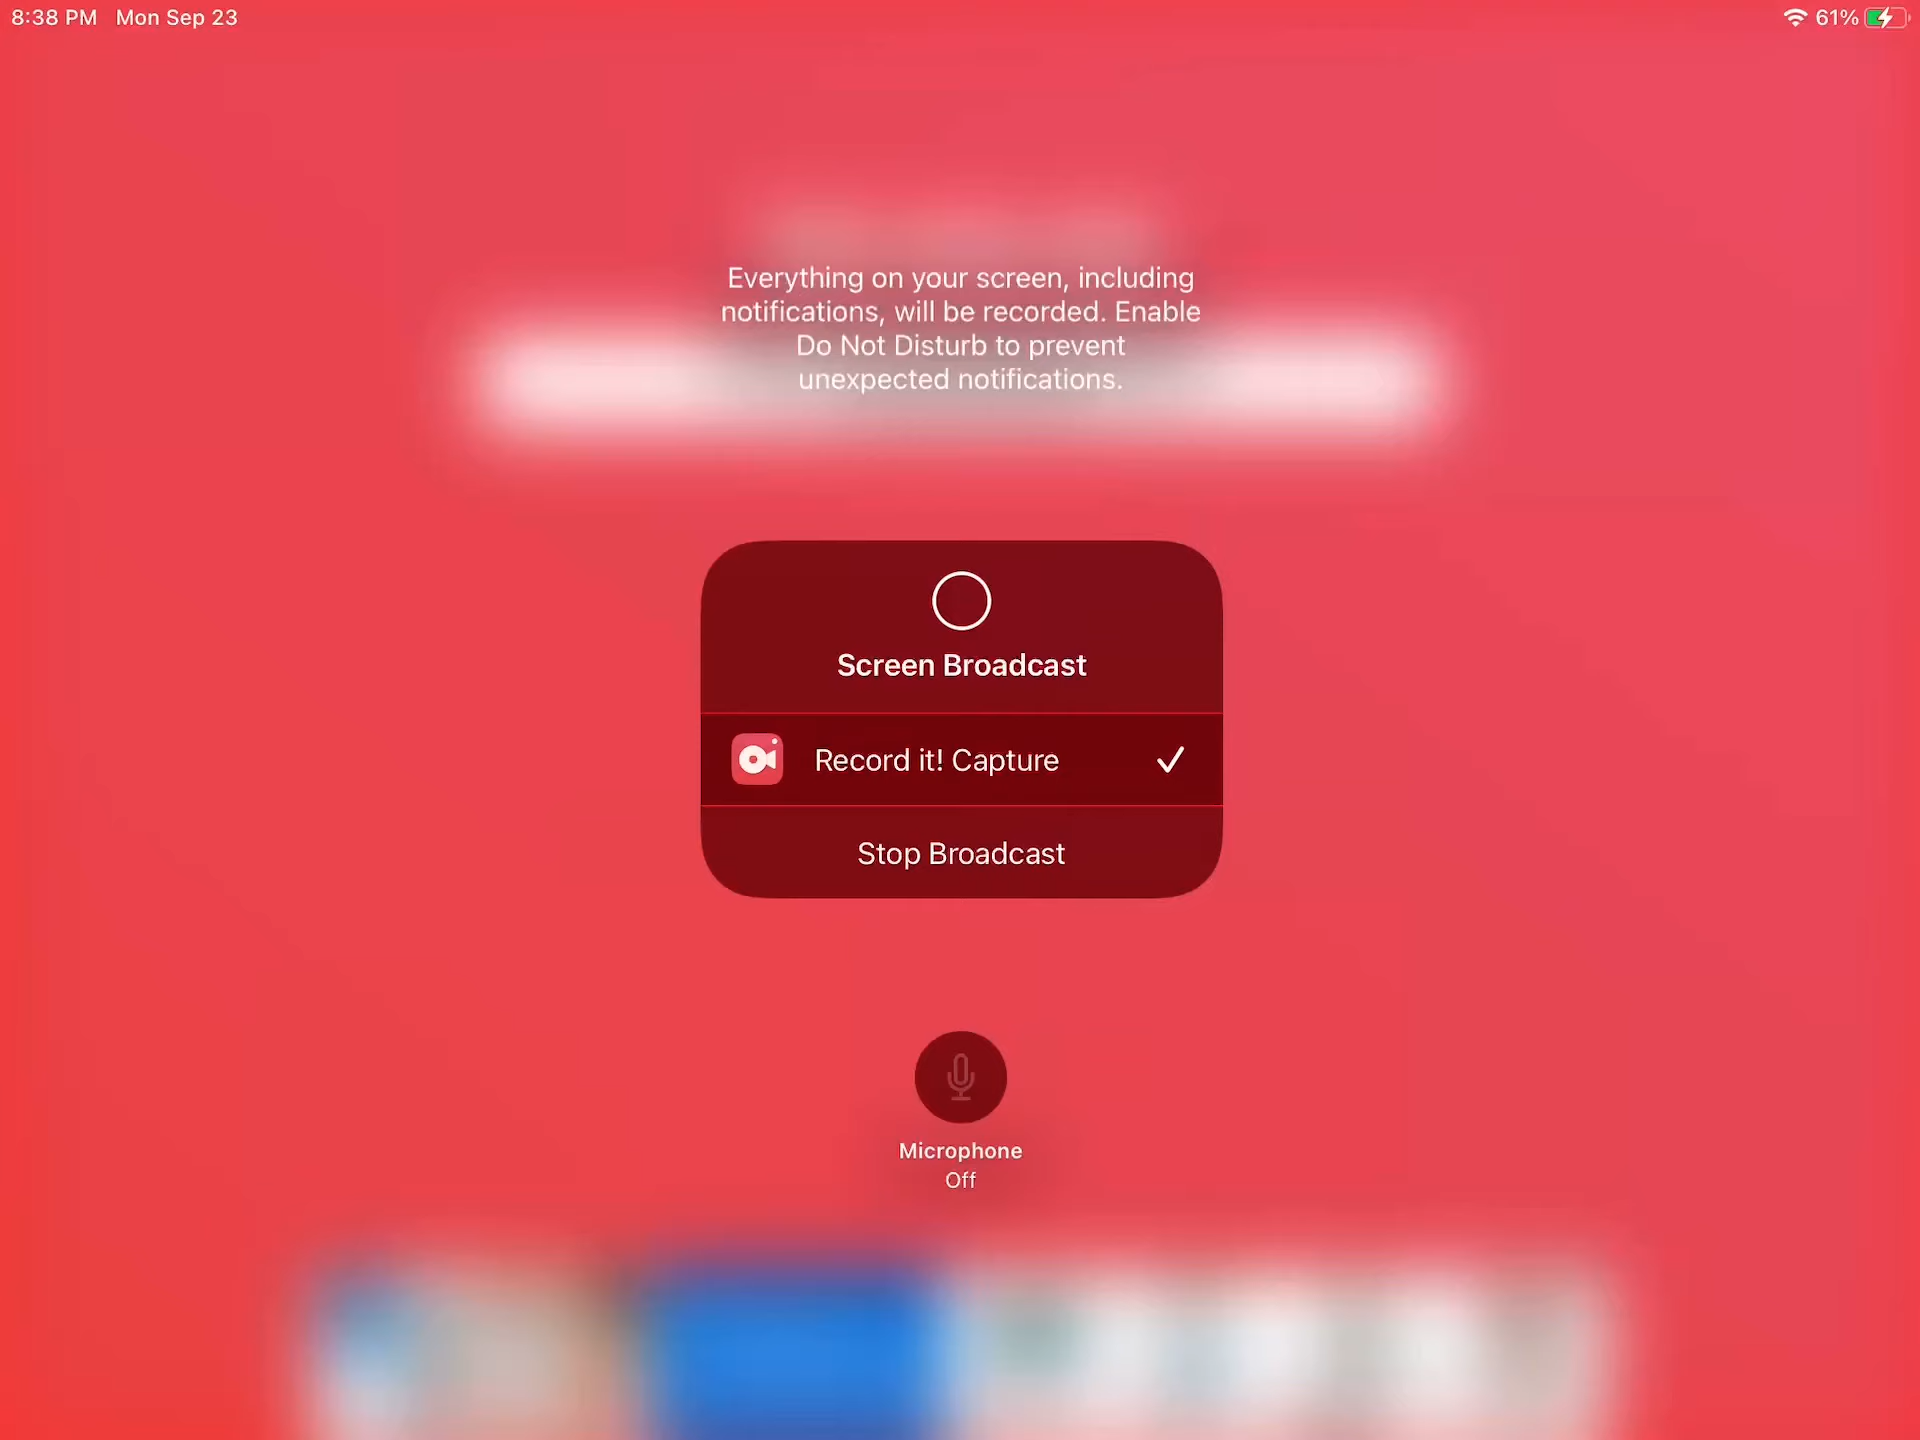 8:38 PM Mon Sep 23
61%
Everything on your screen, including
notifications, will be recorded. Enable
Do Not Disturb to prevent
unexpected notifications.
Screen Broadcast
Record it! Capture
Stop Broadcast
Microphone
Off